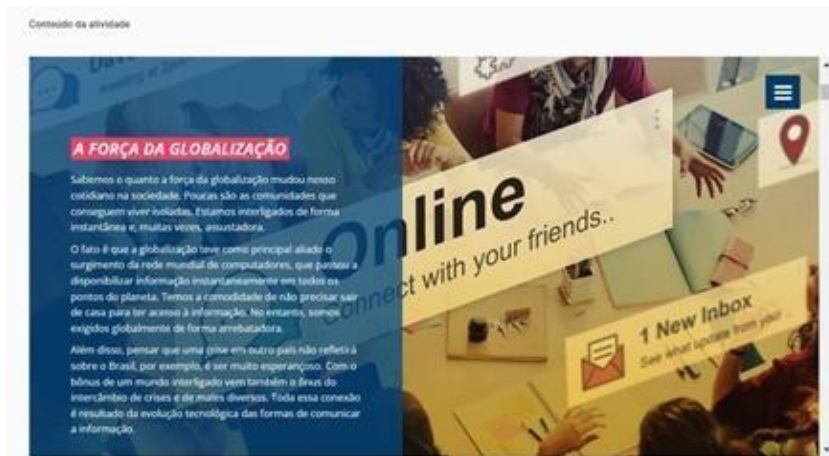 Conteúdo da atividade
A FORÇA DA GLOBALIZAÇÃO
Sabemos o quanto a força da globalização mudou nosso
cotidiano na sociedade. Poucas são as comunidades que
conseguem viver isoladas. Estamos interligados de forma
instantânea e, muitas vezes, assustadora.
O fato é que a globalização teve como principal aliado o
surgimento da rede mundial de computadores, que passou a
disponibilizar informação instantaneamente em todos os
pontos do planeta. Temos a comodidade de não precisar sair
de casa para ter acesso à informação. No entanto, somos
exigidos globalmente de forma arrebatadora.
Além disso, pensar que uma crise em outro país não refletirá
sobre o Brasil, por exemplo, é ser muito esperançoso. Com o
bônus de um mundo interligado vem também o ônus do
intercâmbio de crises e de males diversos. Toda essa conexão
é resultado da evolução tecnológica das formas de comunicar
a informação.
Online
Connect with your friends..
1 New Inbox
See what update from you